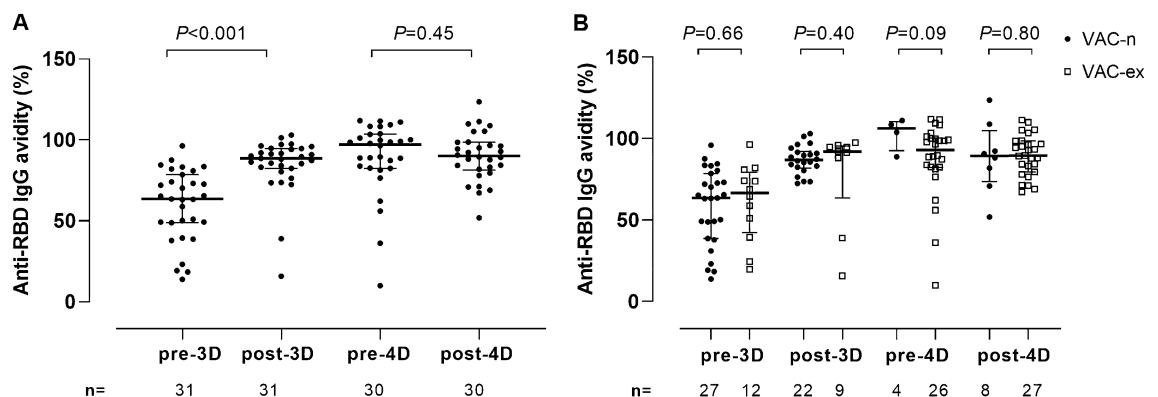 A
P<0.001
P=0.45
Anti-RBD IgG avidity (%)
150
100
50
0
pre-3D post-3D pre-4D post-4D
n= 31 31 30 30
B
P=0.66 P=0.40 P=0.09 P=0.80
VAC-n
VAC-ex
Anti-RBD IgG avidity (%)
150
100
50
0
pre-3D post-3D pre-4D post-4D
n= 27 12 22 9 4 26 8 27